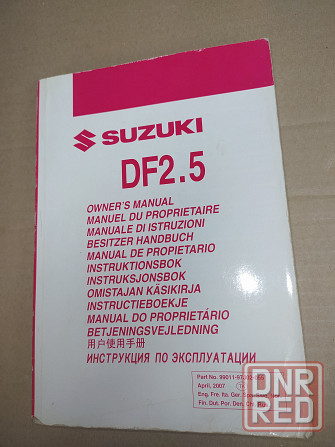 SUZUKI
DF2.5
OWNER'S MANUAL
MANUEL DU PROPRIETAIRE
MANUALE DI ISTRUZIONI
BESITZER HANDBUCH
MANUAL DE PROPIETARIO
INSTRUKTIONSBOK
INSTRUKSJONSBOK
OMISTAJAN KÄSIKIRJA
INSTRUCTIEBOEKJE
MANUAL DO PROPRIETÁRIO
BETJENINGSVEJLEDNING
用户使用手册
ИНСТРУКЦИЯ ПО ЭКСПЛУАТАЦИИ
Part No.
April, 2007
Eng. Fre. Ita. Ger.
Fin. Dut. Por. Den. Chi.
DNR
RED